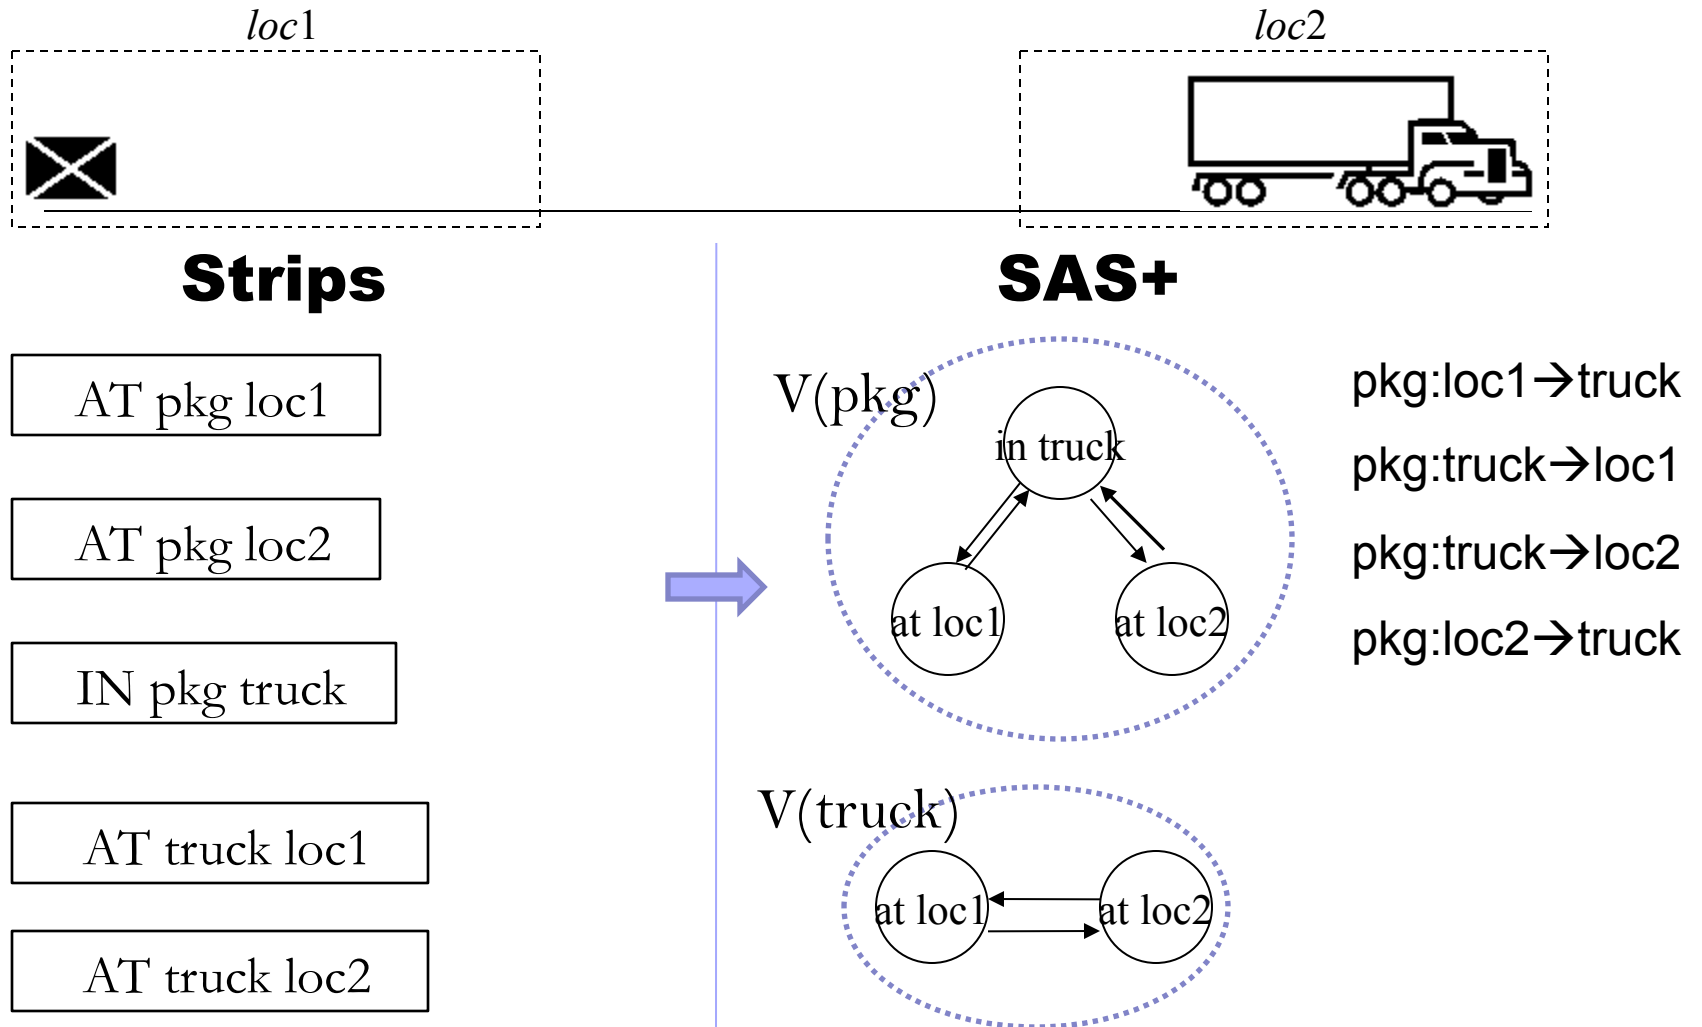 loc1
loc2
Strips
SAS+
AT pkg loc1
AT pkg loc2
IN pkg truck
AT truck loc1
AT truck loc2
V(pkg)
in truck
at loc1
at loc2
pkg:loc1→truck
pkg:truck→loc1
pkg:truck→loc2
pkg:loc2→truck
V(truck)
at loc1
at loc2